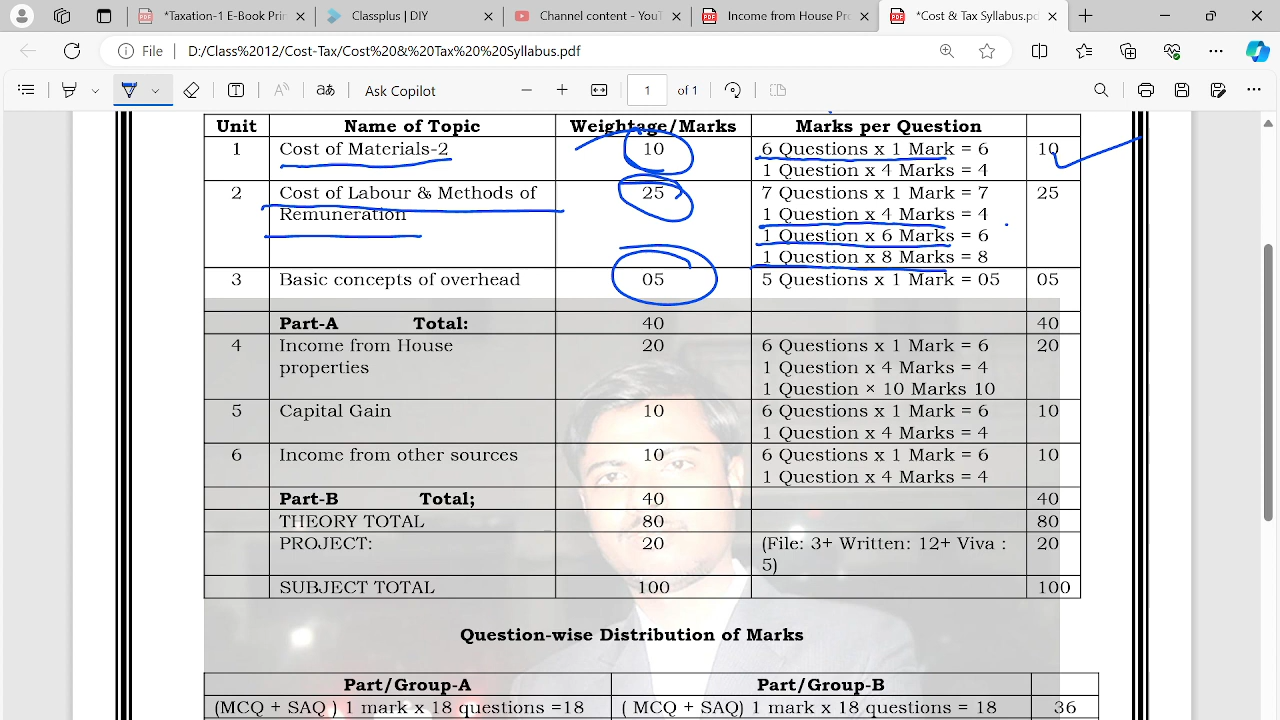 *Taxation-1 E-Book Prin
Classplus | DIY
Channel content - YouT
Income from House Pro
*Cost & Tax Syllabus.pdf
File
D:/Class%2012/Cost-Tax/Cost%20&%20Tax%20%20Syllabus.pdf
Ask Copilot
1 of 1
Unit Name of Topic Weightage/Marks Marks per Question
1 Cost of Materials-2 10 6 Questions x 1 Mark = 6 10
1 Question x 4 Marks = 4
2 Cost of Labour & Methods of 25 7 Questions x 1 Mark = 7 25
Remuneration 1 Question x 4 Marks = 4
1 Question x 6 Marks = 6
1 Question x 8 Marks = 8
3 Basic concepts of overhead 05 5 Questions x 1 Mark = 05 05
Part-A Total: 40 40
4 Income from House 20 6 Questions x 1 Mark = 6 20
properties 1 Question x 4 Marks = 4
1 Question × 10 Marks 10
5 Capital Gain 10 6 Questions x 1 Mark = 6 10
1 Question x 4 Marks = 4
6 Income from other sources 10 6 Questions x 1 Mark = 6 10
1 Question x 4 Marks = 4
Part-B Total; 40 40
THEORY TOTAL 80 80
PROJECT: 20 (File: 3+ Written: 12+ Viva : 20
5)
SUBJECT TOTAL 100 100
Question-wise Distribution of Marks
Part/Group-A Part/Group-B
(MCQ + SAQ ) 1 mark x 18 questions =18 ( MCQ + SAQ) 1 mark x 18 questions = 18 36